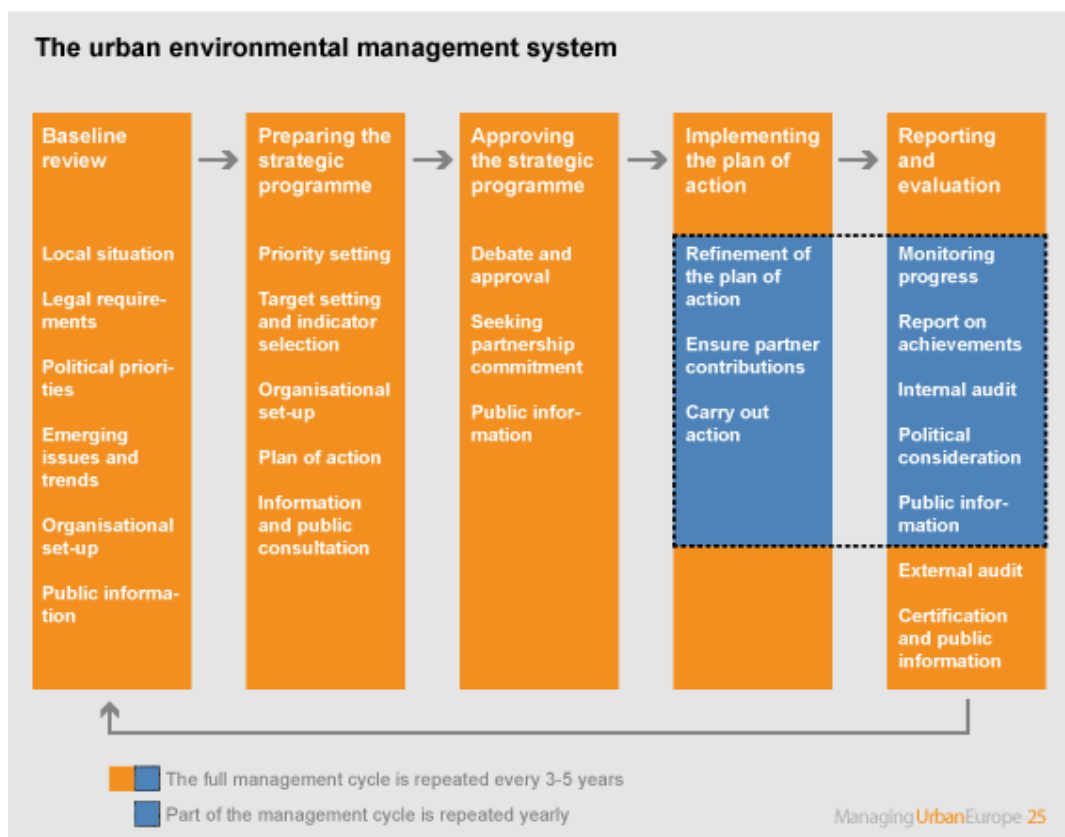 The urban environmental management system
Baseline
review
Local situation
Legal require-
ments
Political priori-
ties
Emerging
issues and
trends
Organisational
set-up
Public informa-
tion
Preparing the
strategic
programme
Priority setting
Target setting
and indicator
selection
Organisational
set-up
Plan of action
Information
and public
consultation
Approving
the strategic
programme
Debate and
approval
Seeking
partnership
commitment
Public infor-
mation
Implementing
the plan of
action
Refinement of
the plan of
action
Ensure partner
contributions
Carry out
action
Reporting
and
evaluation
Monitoring
progress
Report on
achievements
Internal audit
Political
consideration
Public infor-
mation
External audit
Certification
and public
information
The full management cycle is repeated every 3-5 years
Part of the management cycle is repeated yearly
Managing UrbanEurope 25